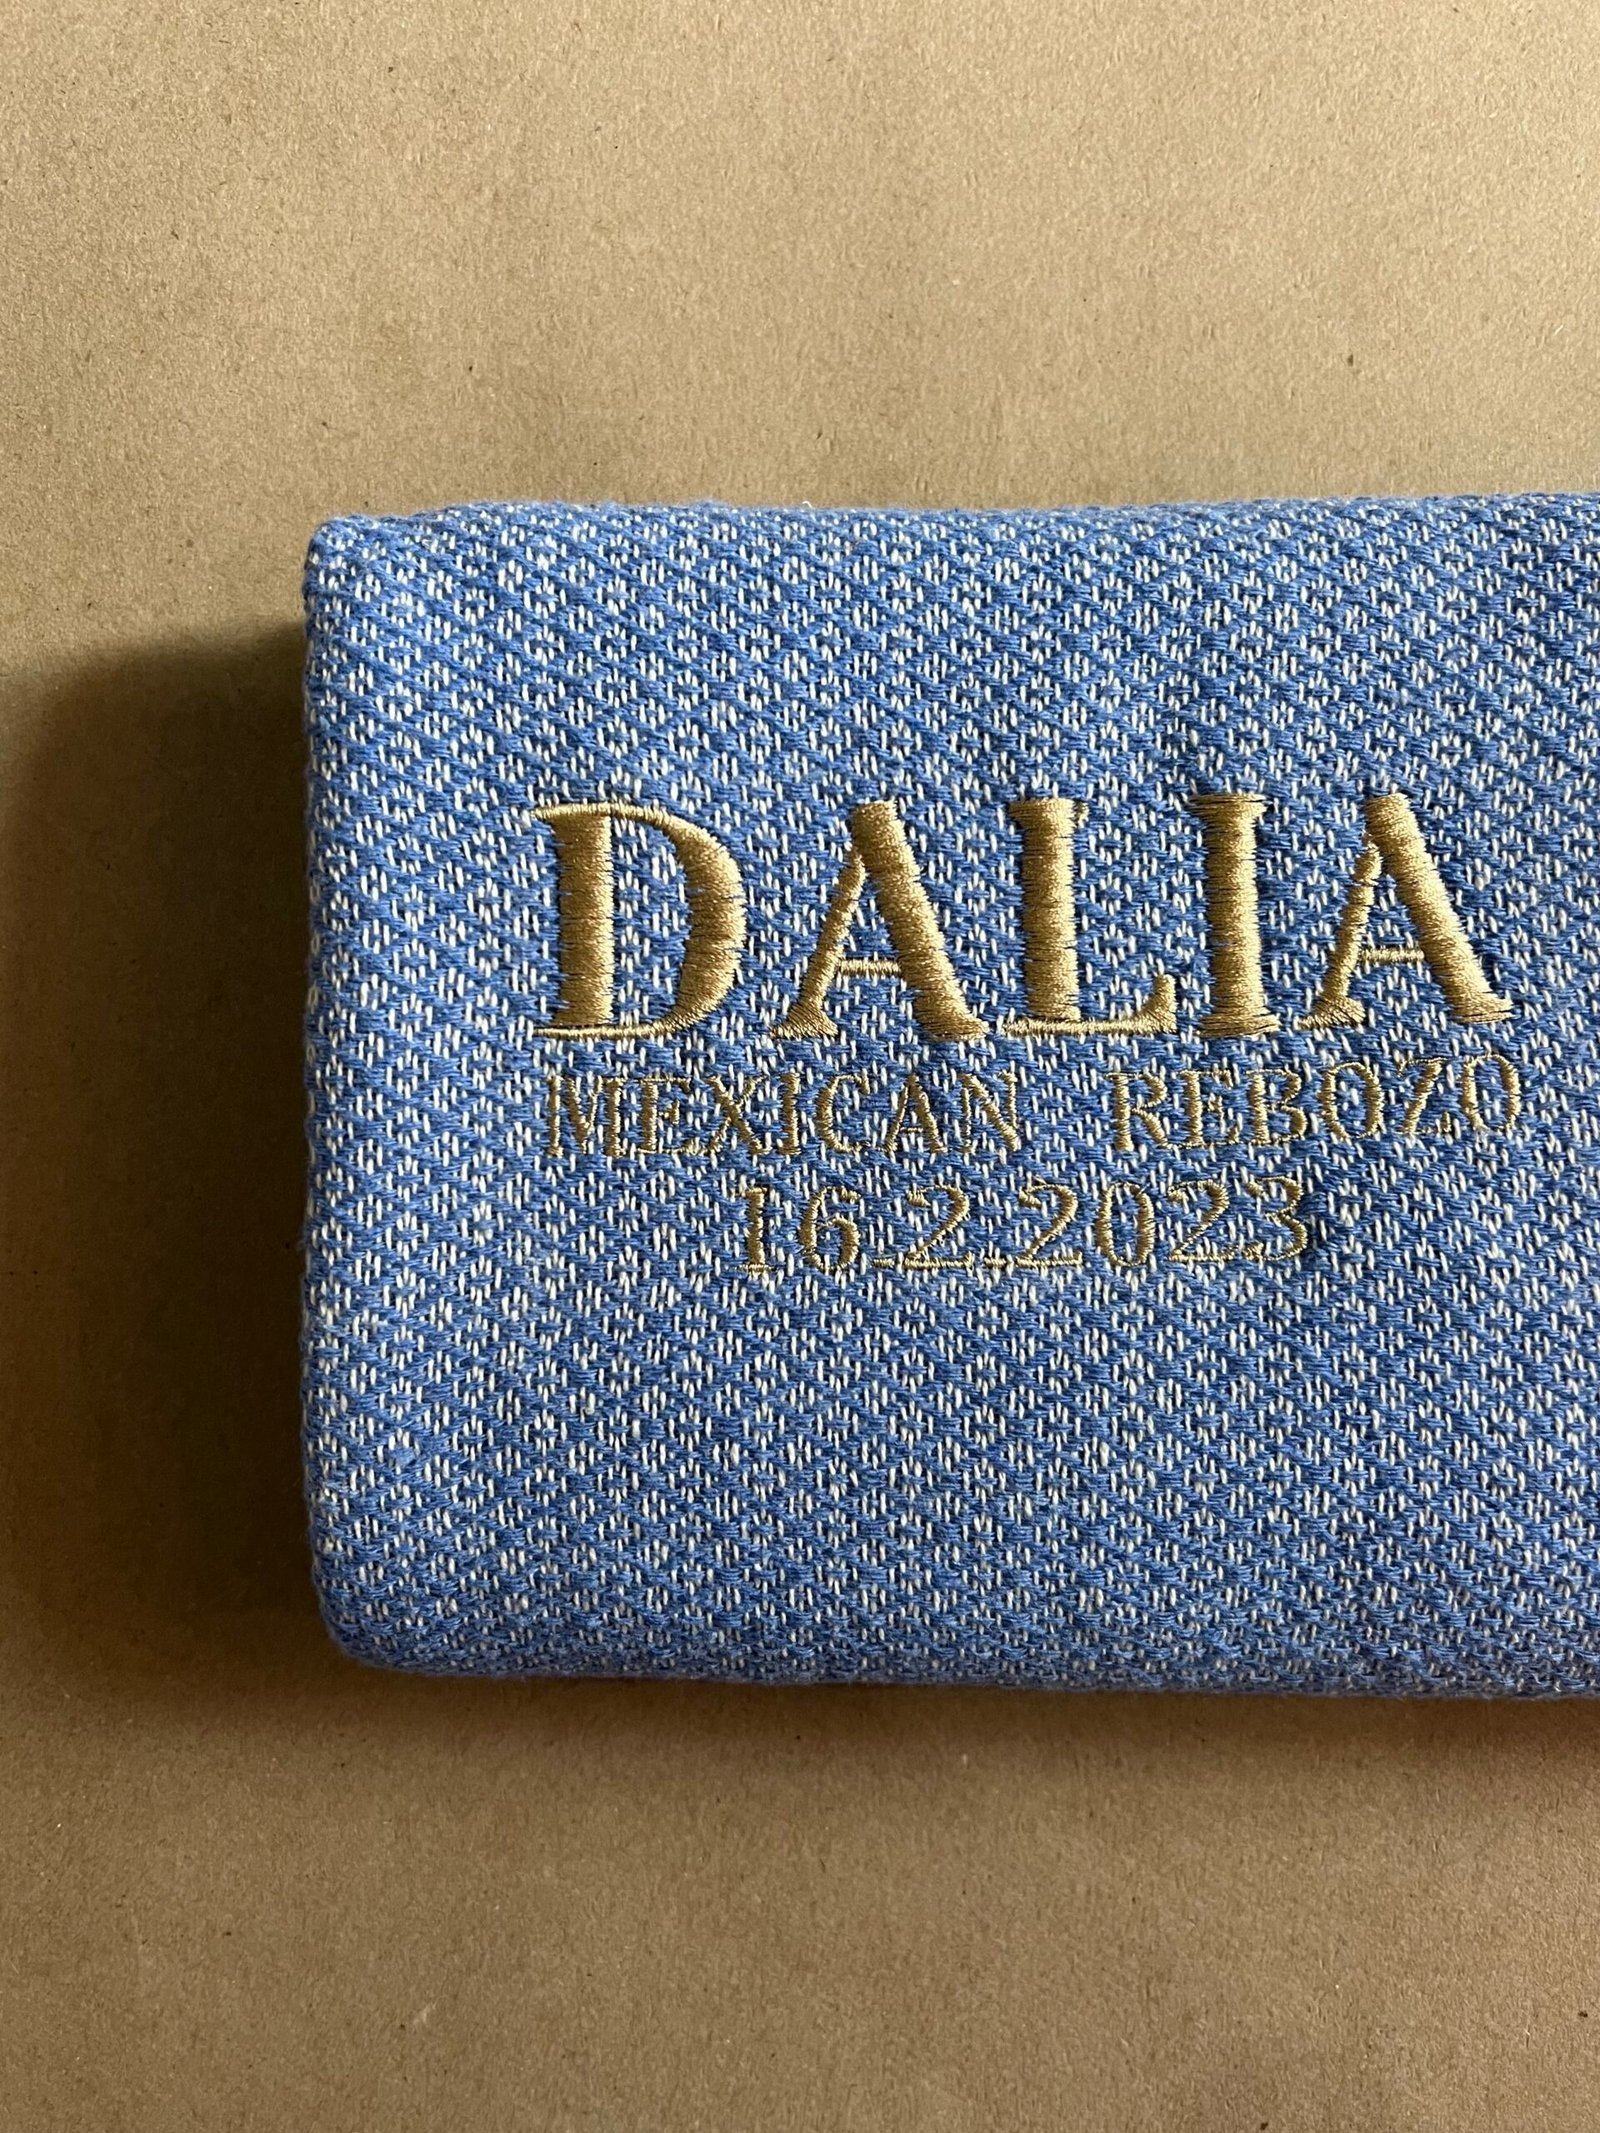 DALIA
MEXICAN REBOZO
16.2.2023